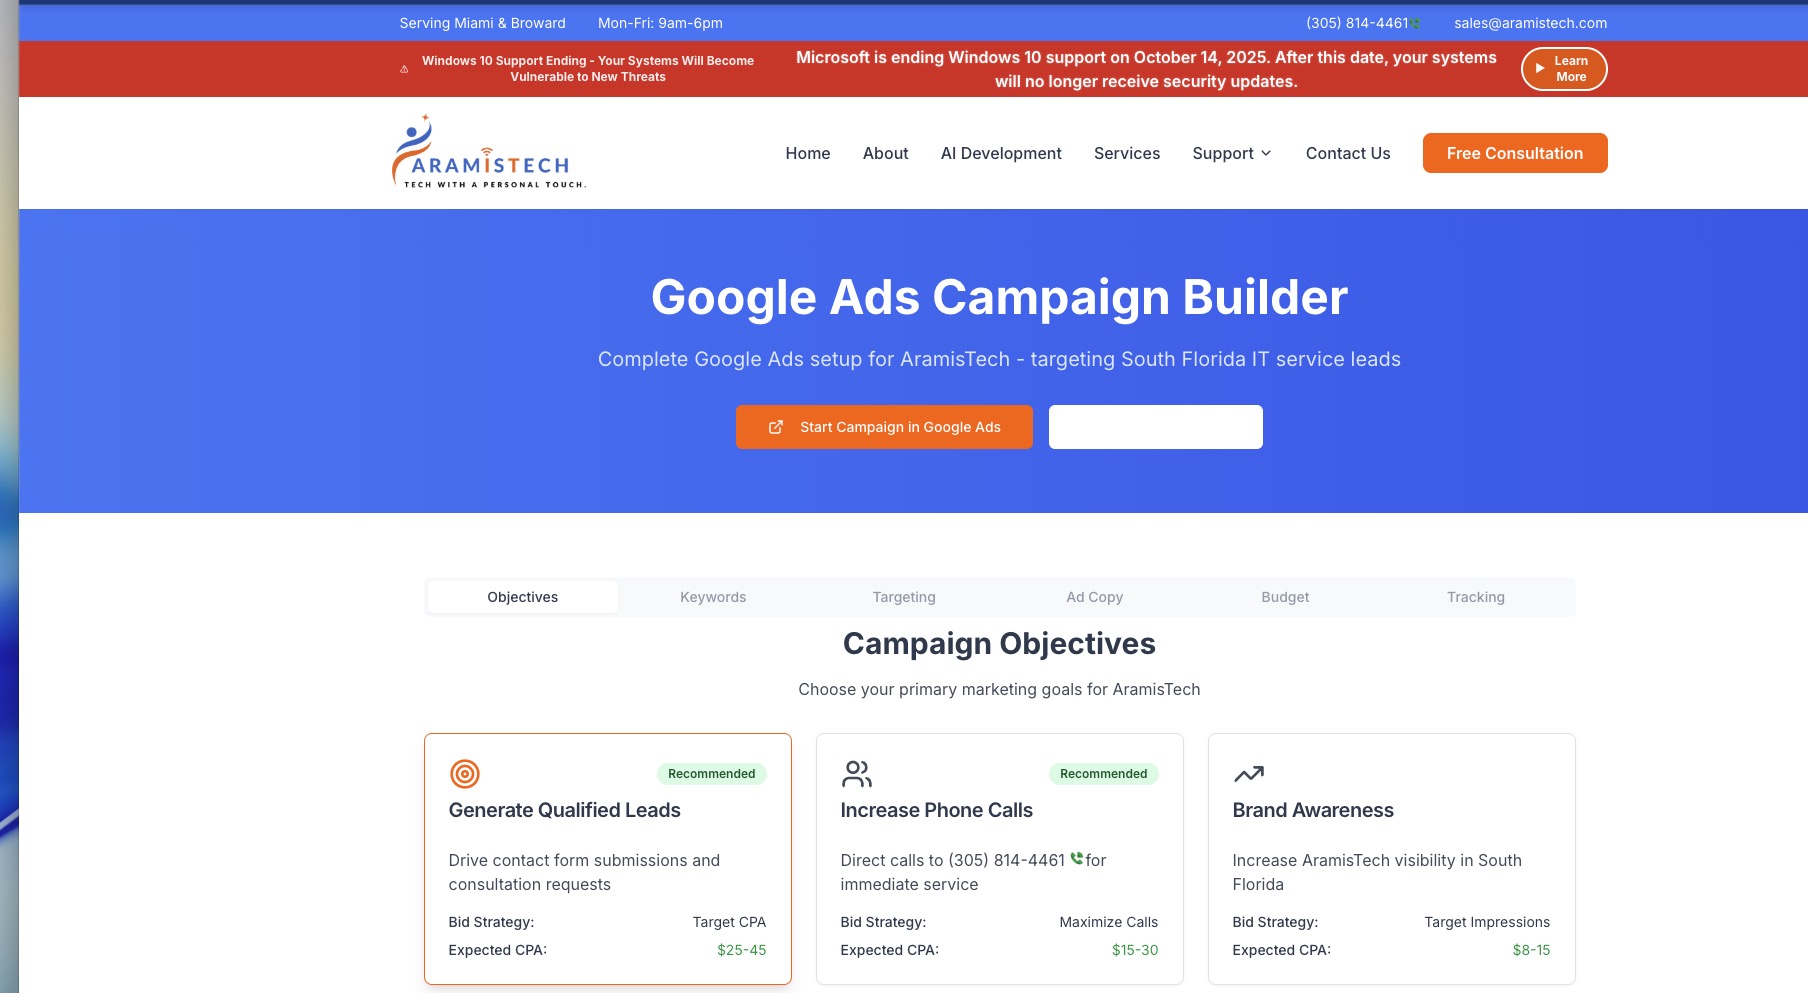 Serving Miami & Broward
Mon-Fri: 9am-6pm
(305) 814-4461
sales@aramistech.com
Windows 10 Support Ending - Your Systems Will Become
Vulnerable to New Threats
Microsoft is ending Windows 10 support on October 14, 2025. After this date, your systems
will no longer receive security updates.
Learn
More
ARAMISTECH
TECH WITH A PERSONAL TOUCH.
Home
About
AI Development
Services
Support
Contact Us
Free Consultation
Google Ads Campaign Builder
Complete Google Ads setup for AramisTech - targeting South Florida IT service leads
Start Campaign in Google Ads
Objectives
Keywords
Targeting
Ad Copy
Budget
Tracking
Campaign Objectives
Choose your primary marketing goals for AramisTech
Recommended
Generate Qualified Leads
Drive contact form submissions and
consultation requests
Bid Strategy: Target CPA
Expected CPA: $25-45
Recommended
Increase Phone Calls
Direct calls to (305) 814-4461 for
immediate service
Bid Strategy: Maximize Calls
Expected CPA: $15-30
Brand Awareness
Increase AramisTech visibility in South
Florida
Bid Strategy: Target Impressions
Expected CPA: $8-15